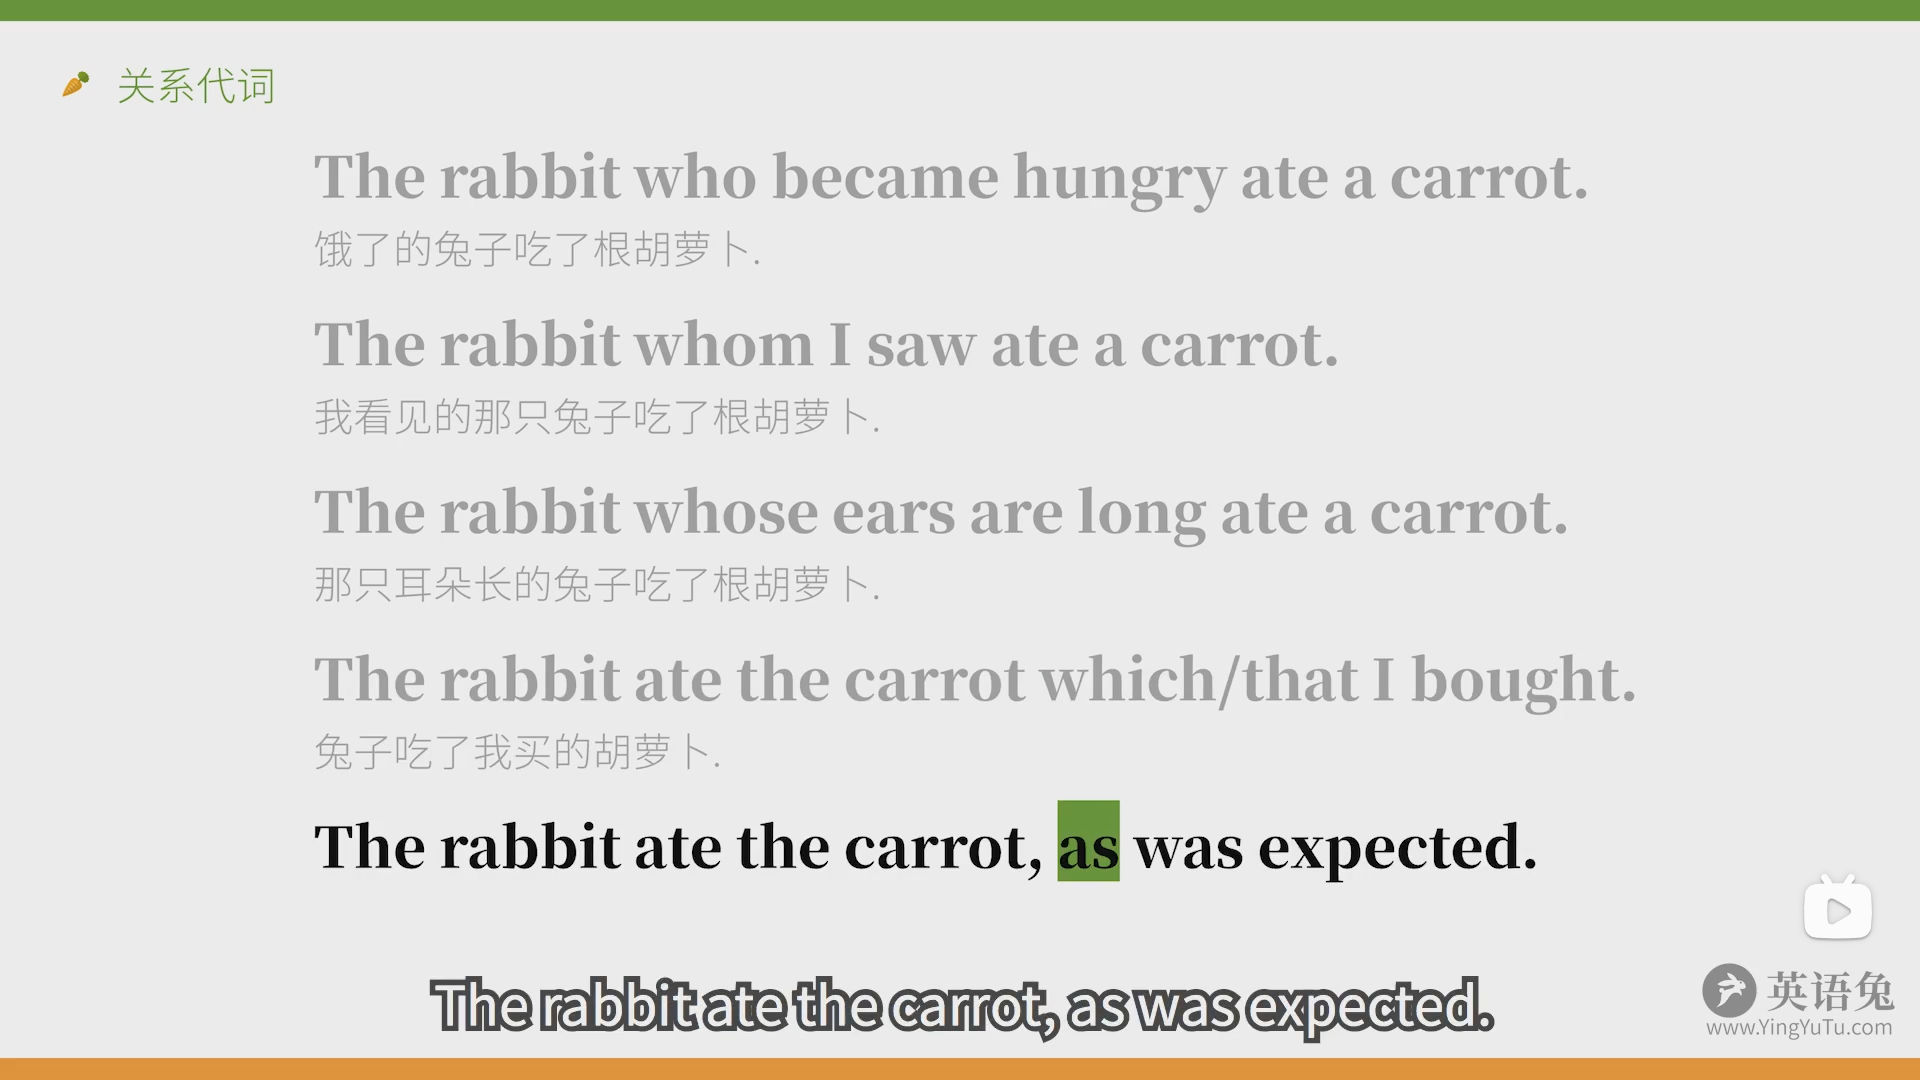 关系代词
The rabbit who became hungry ate a carrot.
饿了的兔子吃了根胡萝卜.
The rabbit whom I saw ate a carrot.
我看见的那只兔子吃了根胡萝卜.
The rabbit whose ears are long ate a carrot.
那只耳朵长的兔子吃了根胡萝卜.
The rabbit ate the carrot which/that I bought.
兔子吃了我买的胡萝卜.
The rabbit ate the carrot, as was expected.
The rabbit ate the carrot, as was expected.
英语兔
www.YingYuTu.com